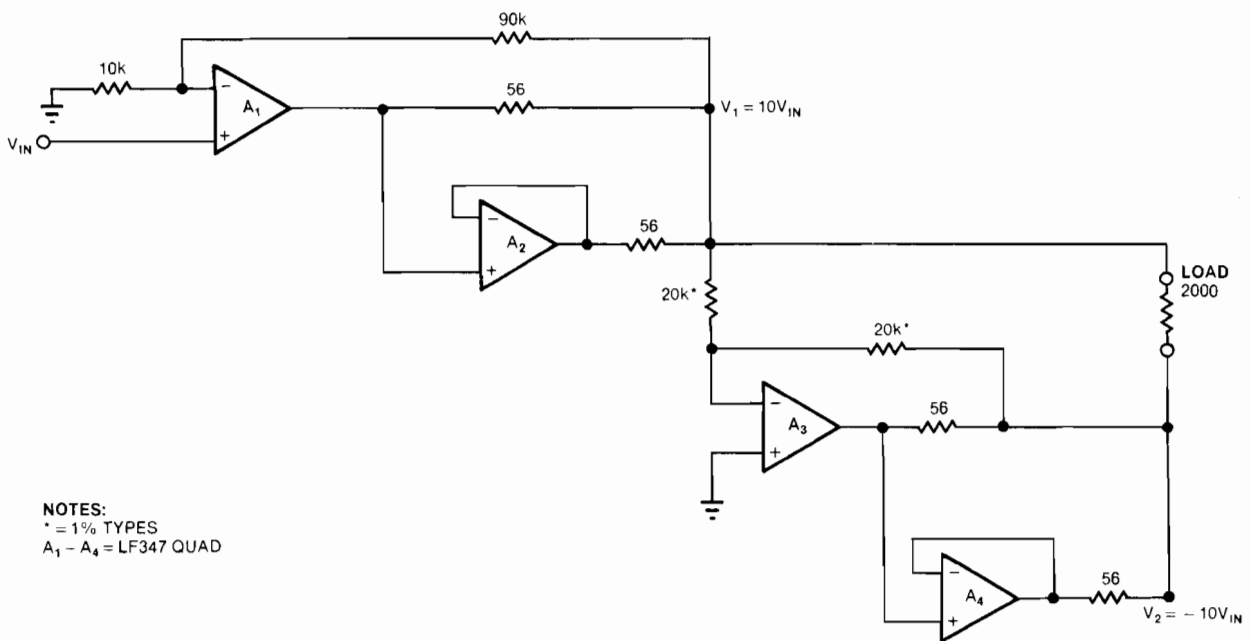 90k
10k
−
A1
+
VIN
56
V1 = 10VIN
−
A2
+
56
LOAD
2000
20k*
20k*
−
A3
+
56
NOTES:
* = 1% TYPES
A1 – A4 = LF347 QUAD
−
A4
+
56
V2 = – 10VIN